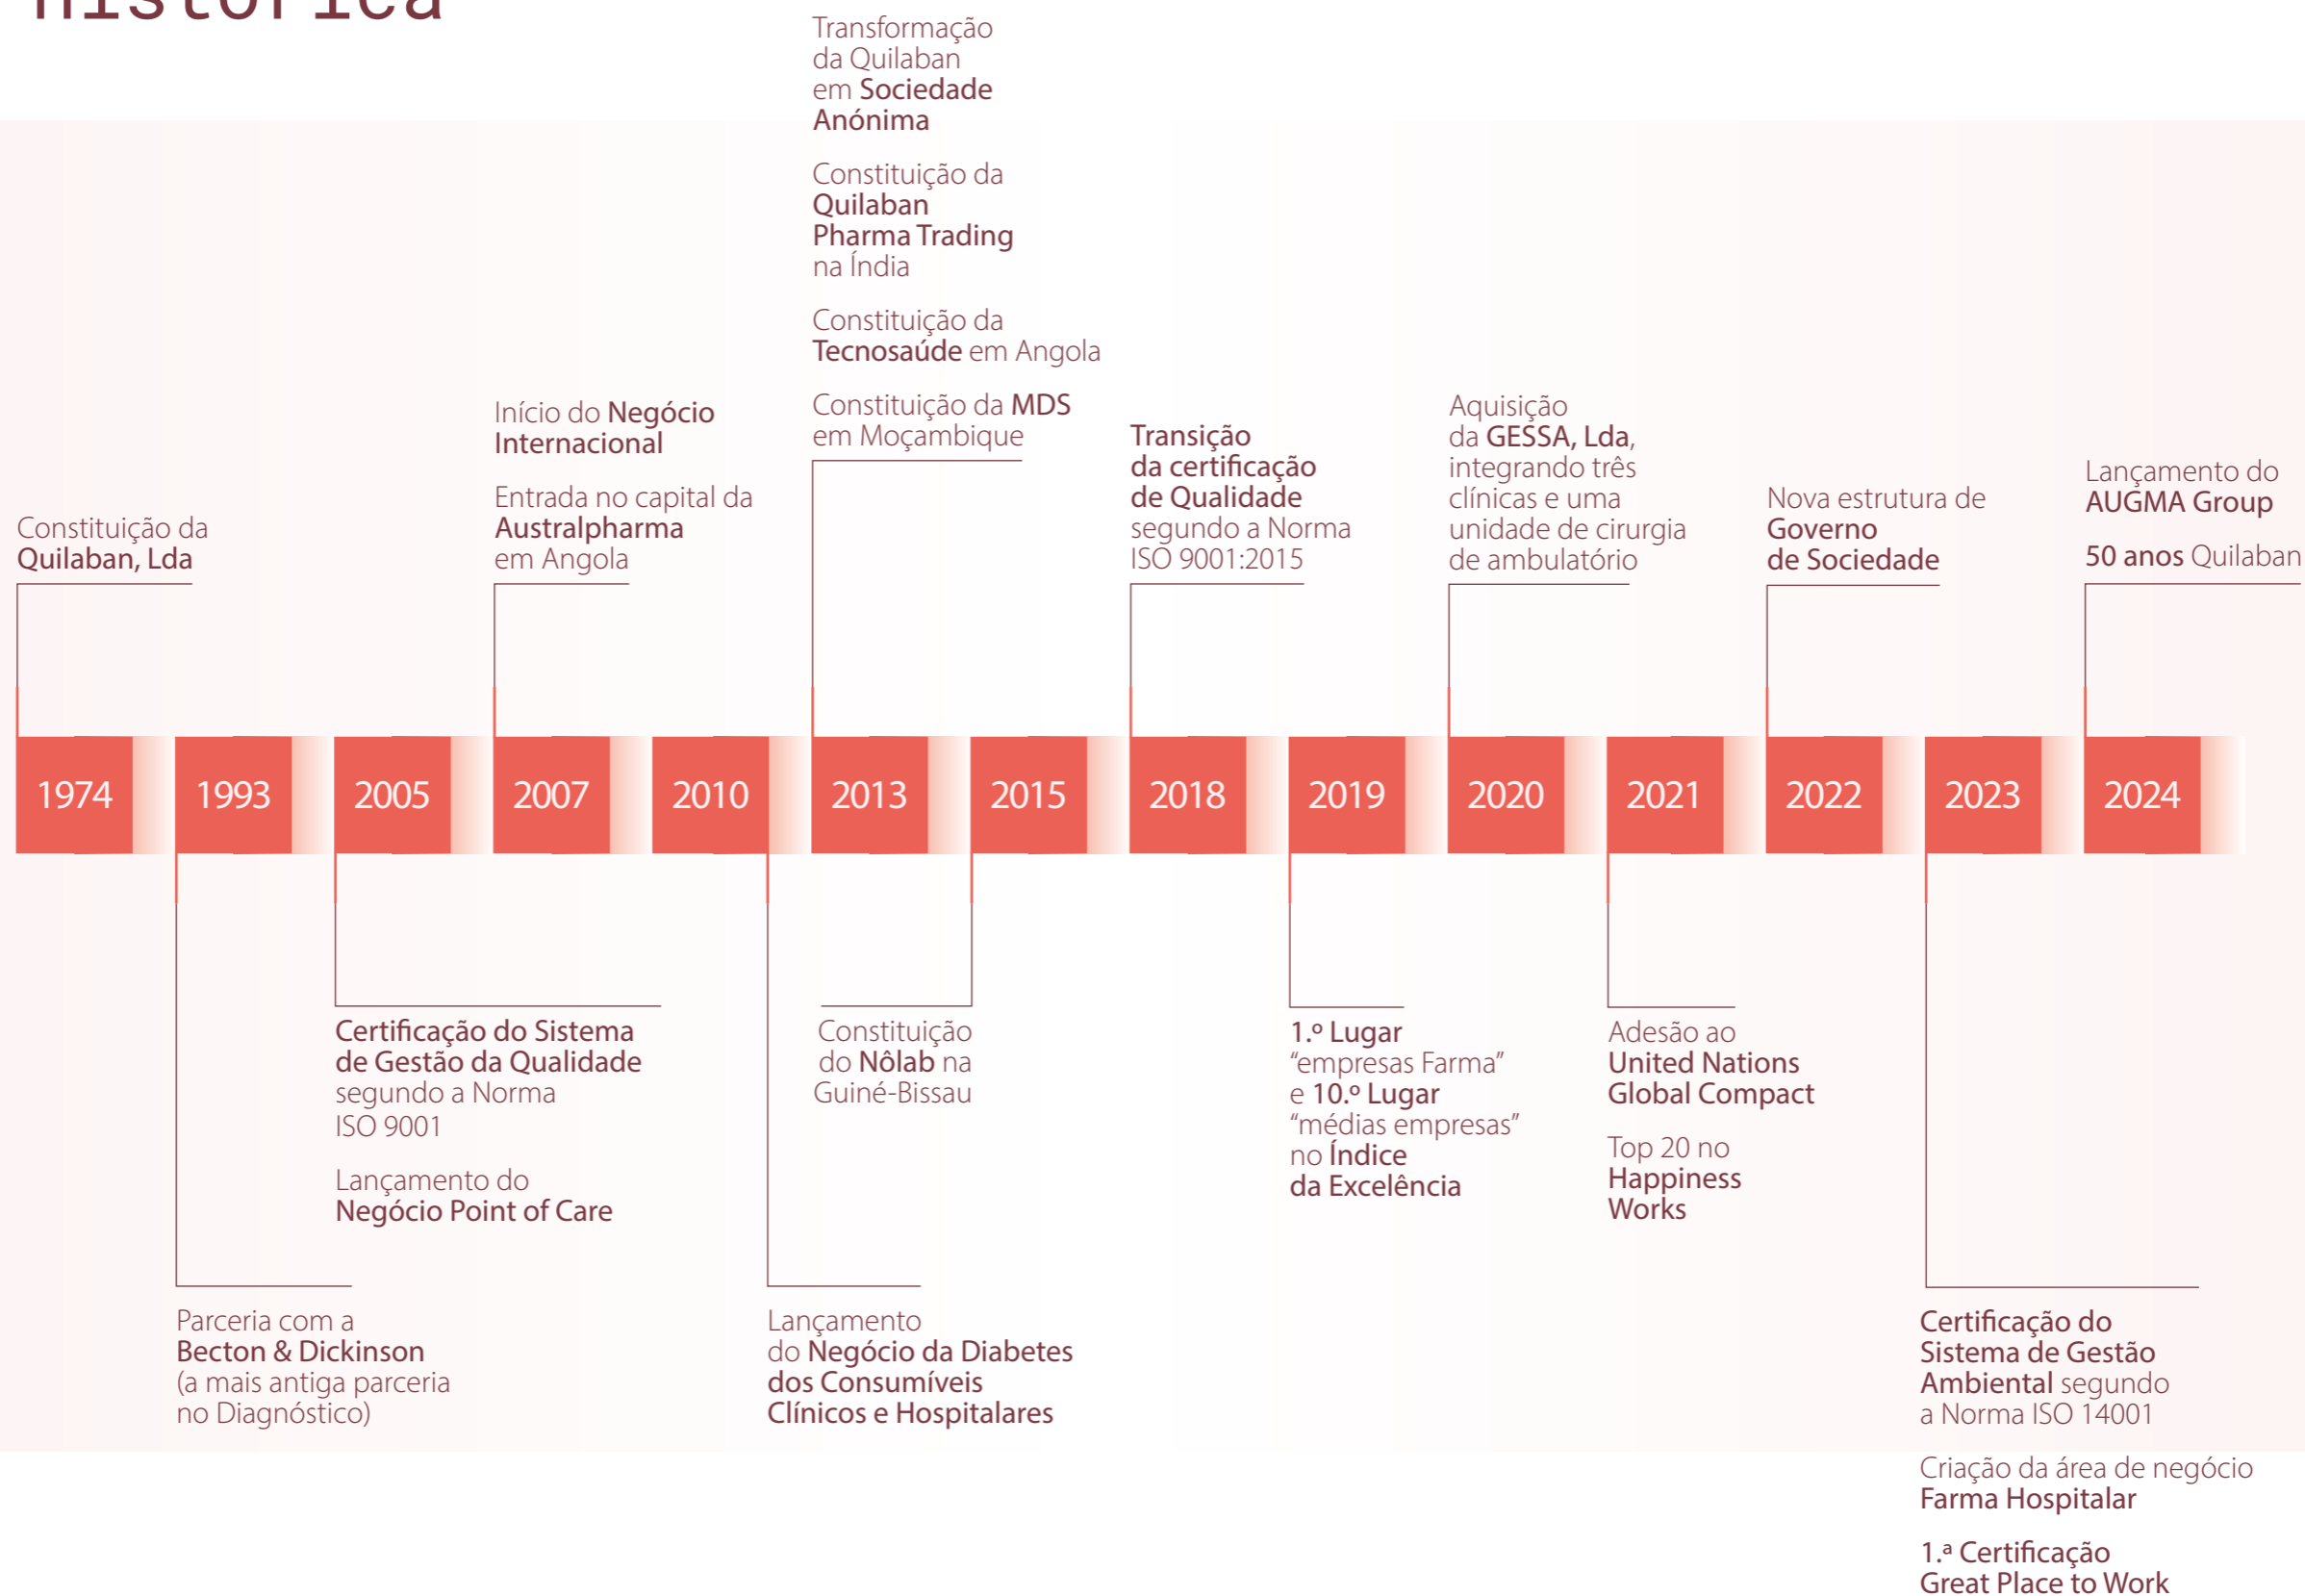 histórica
Transformação
da Quilaban
em Sociedade
Anónima
Constituição da
Quilaban
Pharma Trading
na Índia
Constituição da
Tecnosaúde em Angola
Constituição da MDS
em Moçambique
Início do Negócio
Internacional
Entrada no capital da
Australpharma
em Angola
Constituição da
Quilaban, Lda
Transição
da certificação
de Qualidade
segundo a Norma
ISO 9001:2015
Aquisição
da GESSA, Lda,
integrando três
clínicas e uma
unidade de cirurgia
de ambulatório
Nova estrutura de
Governo
de Sociedade
Lançamento do
AUGMA Group
50 anos Quilaban
1974
1993
2005
2007
2010
2013
2015
2018
2019
2020
2021
2022
2023
2024
Certificação do Sistema
de Gestão da Qualidade
segundo a Norma
ISO 9001
Lançamento do
Negócio Point of Care
Constituição
do Nôlab na
Guiné-Bissau
1.º Lugar
“empresas Farma”
e 10.º Lugar
“médias empresas”
no Índice
da Excelência
Adesão ao
United Nations
Global Compact
Top 20 no
Happiness
Works
Parceria com a
Becton & Dickinson
(a mais antiga parceria
no Diagnóstico)
Lançamento
do Negócio da Diabetes
dos Consumíveis
Clínicos e Hospitalares
Certificação do
Sistema de Gestão
Ambiental segundo
a Norma ISO 14001
Criação da área de negócio
Farma Hospitalar
1.ª Certificação
Great Place to Work